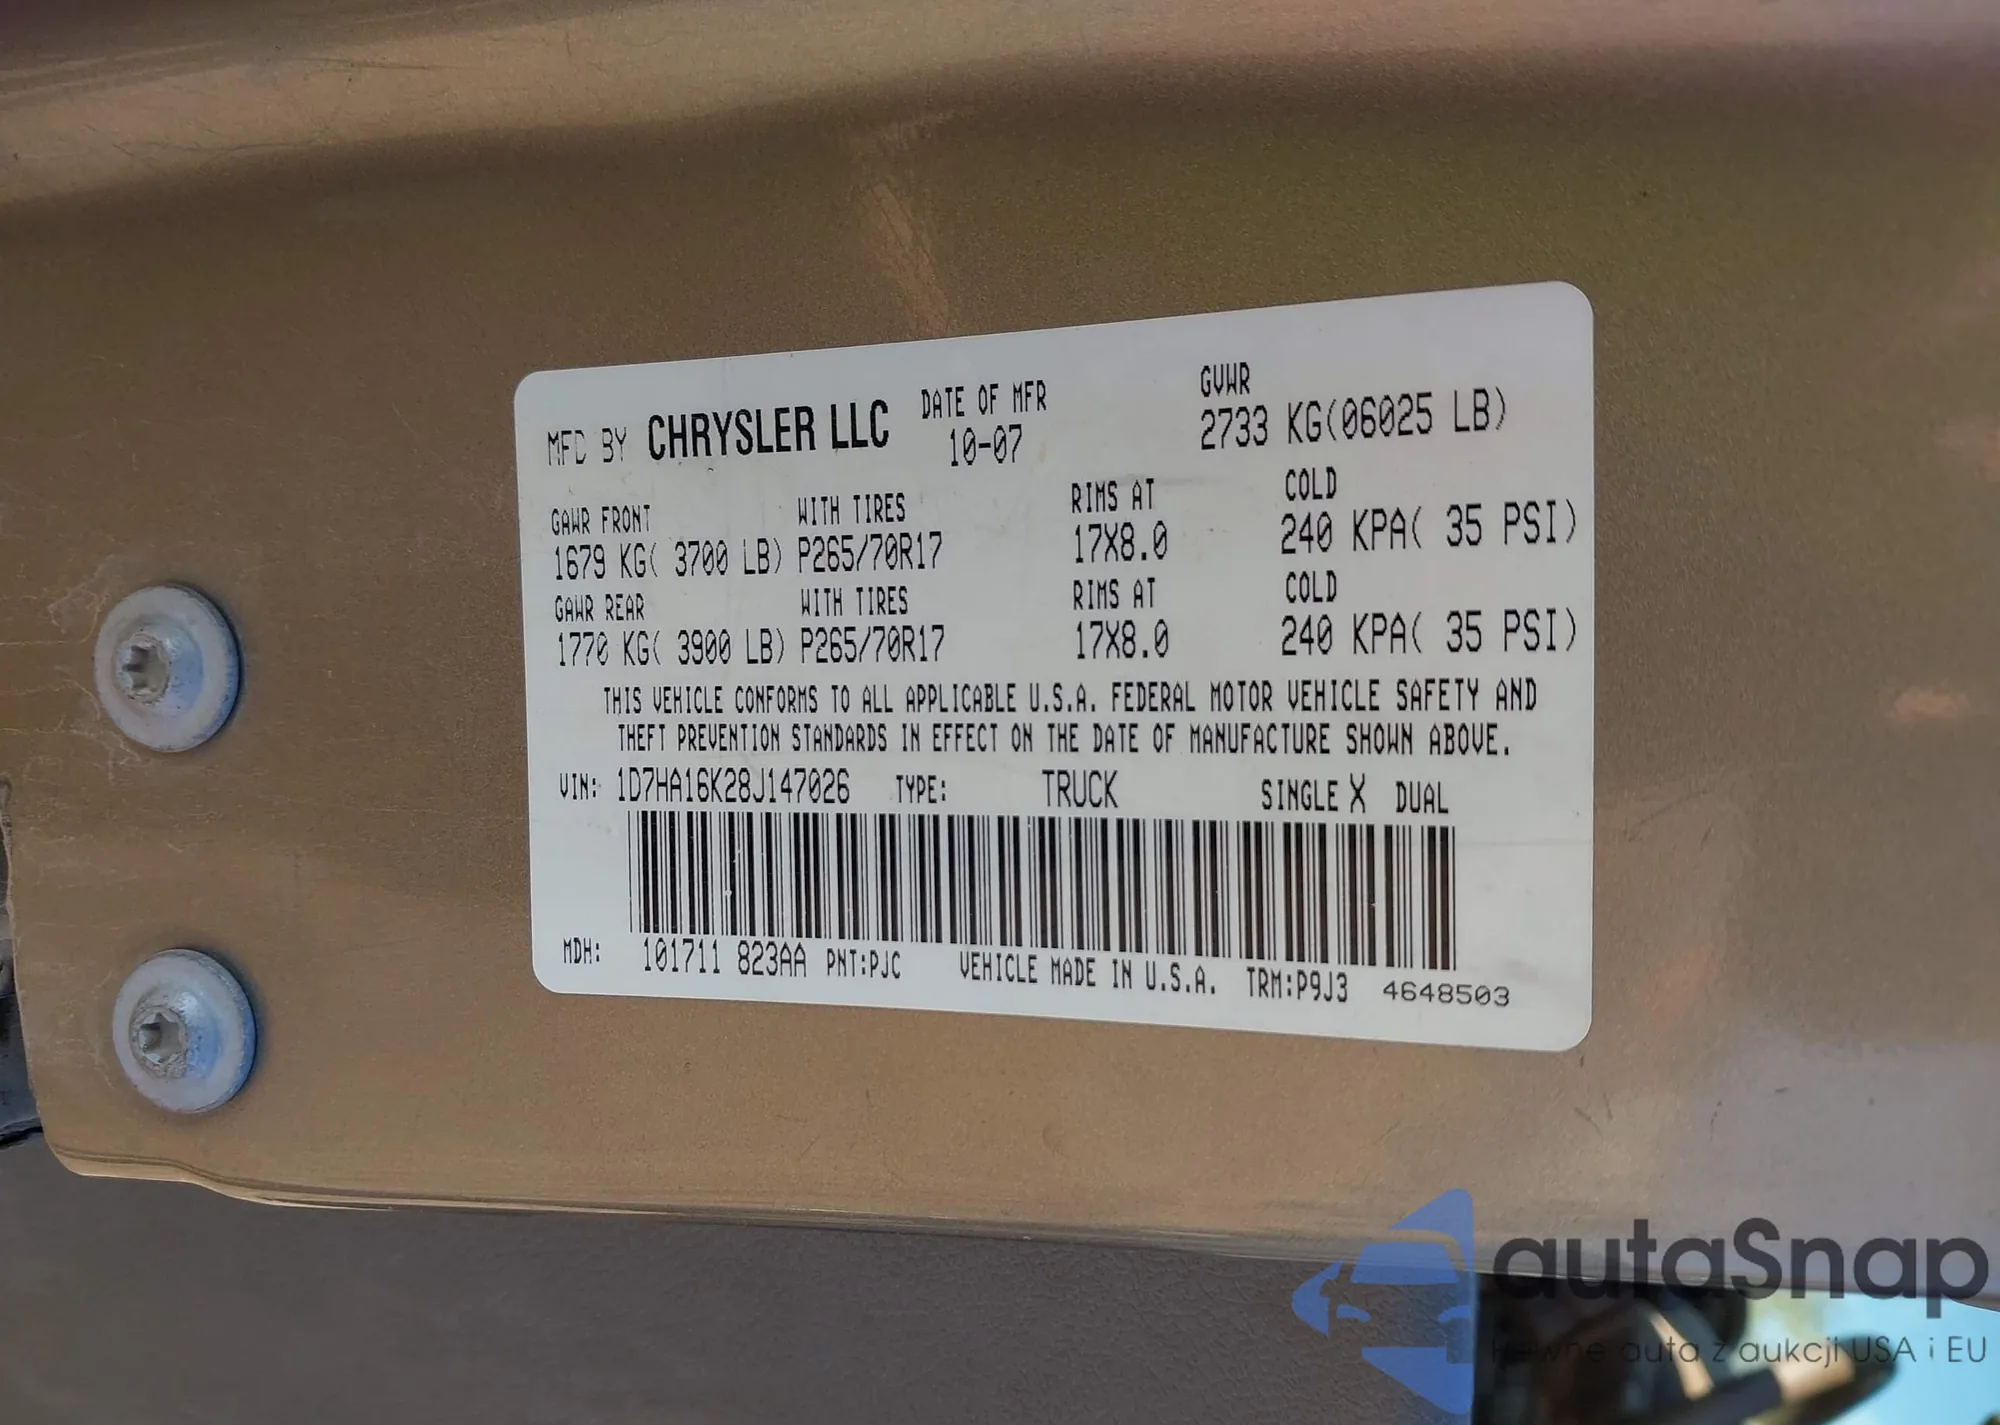 MFD BY CHRYSLER LLC DATE OF MFR GVWR
10-07 2733 KG(06025 LB)
GAWR FRONT WITH TIRES RIMS AT COLD
1679 KG( 3700 LB) P265/70R17 17X8.0 240 KPA( 35 PSI)
GAWR REAR WITH TIRES RIMS AT COLD
1770 KG( 3900 LB) P265/70R17 17X8.0 240 KPA( 35 PSI)
THIS VEHICLE CONFORMS TO ALL APPLICABLE U.S.A. FEDERAL MOTOR VEHICLE SAFETY AND
THEFT PREVENTION STANDARDS IN EFFECT ON THE DATE OF MANUFACTURE SHOWN ABOVE.
VIN: 1D7HA16K28J147026 TYPE: TRUCK SINGLE X DUAL
MDH: 101711 823AA PNT:PJC VEHICLE MADE IN U.S.A. TRM:P9J3 4648503
autaSnap
Pewne auta z aukcji USA i EU